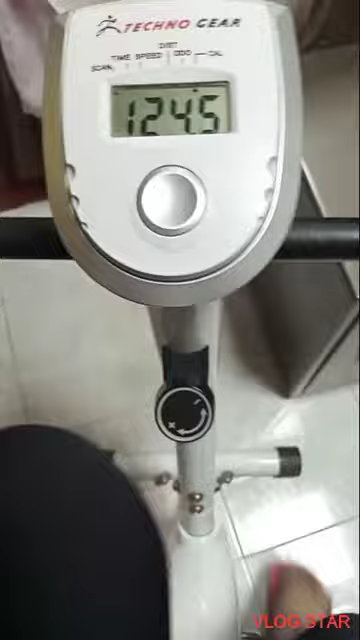 TECHNO GEAR
DIST
TIME SPEED ODO
SCAN CAL
124.5
VLOG STAR